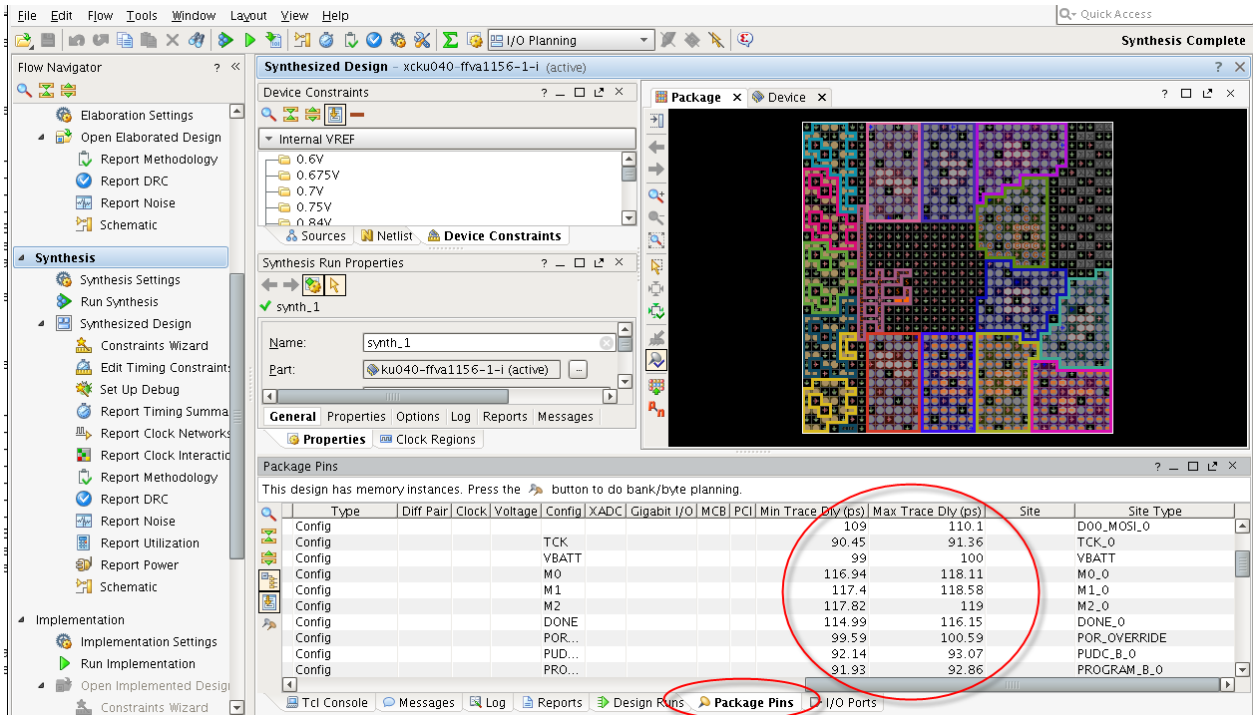 File Edit Flow Tools Window Layout View Help
Quick Access
I/O Planning
Synthesis Complete
Flow Navigator
Elaboration Settings
Open Elaborated Design
Report Methodology
Report DRC
Report Noise
Schematic
Synthesis
Synthesis Settings
Run Synthesis
Synthesized Design
Constraints Wizard
Edit Timing Constraints
Set Up Debug
Report Timing Summa
Report Clock Networks
Report Clock Interactic
Report Methodology
Report DRC
Report Noise
Report Utilization
Report Power
Schematic
Implementation
Implementation Settings
Run Implementation
Open Implemented Desig
Constraints Wizard
Synthesized Design - xcku040-ffva1156-1-i (active)
Device Constraints
Internal VREF
0.6V
0.675V
0.7V
0.75V
0.84V
Sources Netlist Device Constraints
Synthesis Run Properties
synth_1
Name: synth_1
Part: ku040-ffva1156-1-i (active)
General Properties Options Log Reports Messages
Properties Clock Regions
Package Device
Package Pins
This design has memory instances. Press the button to do bank/byte planning.
Type Diff Pair Clock Voltage Config XADC Gigabit I/O MCB PCI Min Trace Dly (ps) Max Trace Dly (ps) Site Site Type
Config 109 110.1 D00_MOSI_0
Config TCK 90.45 91.36 TCK_0
Config VBATT 99 100 VBATT
Config M0 116.94 118.11 M0_0
Config M1 117.4 118.58 M1_0
Config M2 117.82 119 M2_0
Config DONE 114.99 116.15 DONE_0
Config POR... 99.59 100.59 POR_OVERRIDE
Config PUD... 92.14 93.07 PUDC_B_0
Config PRO... 91.93 92.86 PROGRAM_B_0
Tcl Console Messages Log Reports Design Runs Package Pins I/O Ports